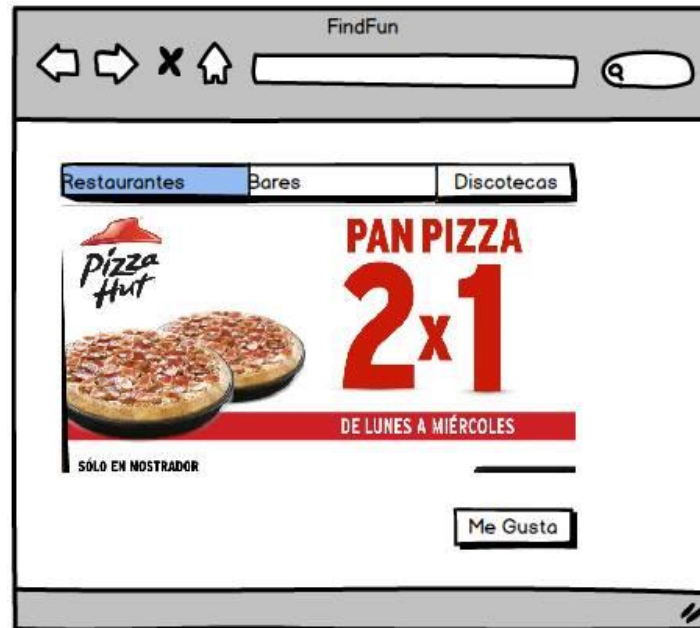 FindFun
Restaurantes Bares Discotecas
Pizza
Hut
PAN PIZZA
2x1
DE LUNES A MIÉRCOLES
SÓLO EN MOSTRADOR
Me Gusta